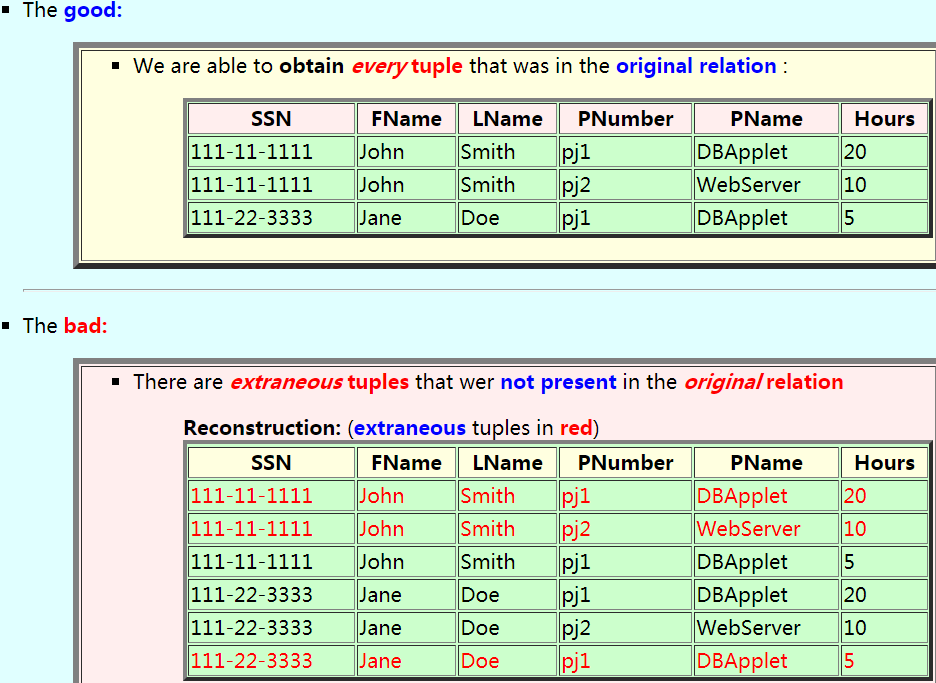 The good:
We are able to obtain every tuple that was in the original relation :
SSN FName LName PNumber PName Hours
111-11-1111 John Smith pj1 DBApplet 20
111-11-1111 John Smith pj2 WebServer 10
111-22-3333 Jane Doe pj1 DBApplet 5
The bad:
There are extraneous tuples that wer not present in the original relation
Reconstruction: (extraneous tuples in red)
SSN FName LName PNumber PName Hours
111-11-1111 John Smith pj1 DBApplet 20
111-11-1111 John Smith pj2 WebServer 10
111-11-1111 John Smith pj1 DBApplet 5
111-22-3333 Jane Doe pj1 DBApplet 20
111-22-3333 Jane Doe pj2 WebServer 10
111-22-3333 Jane Doe pj1 DBApplet 5